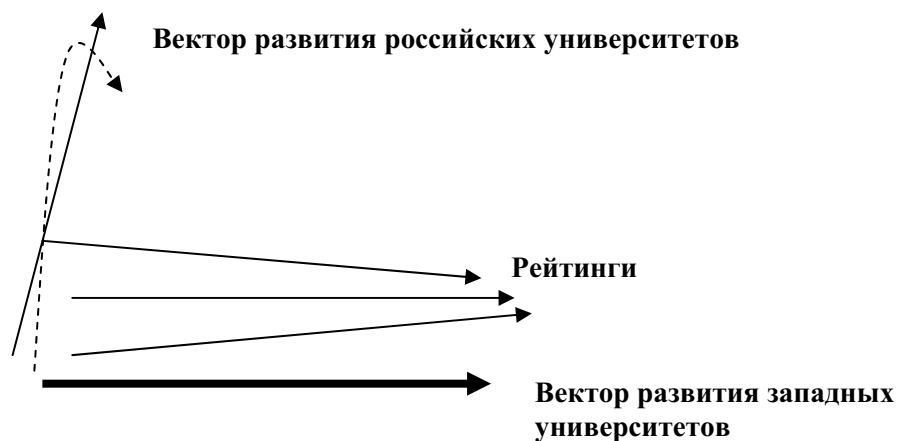 Вектор развития российских университетов
Рейтинги
Вектор развития западных
университетов